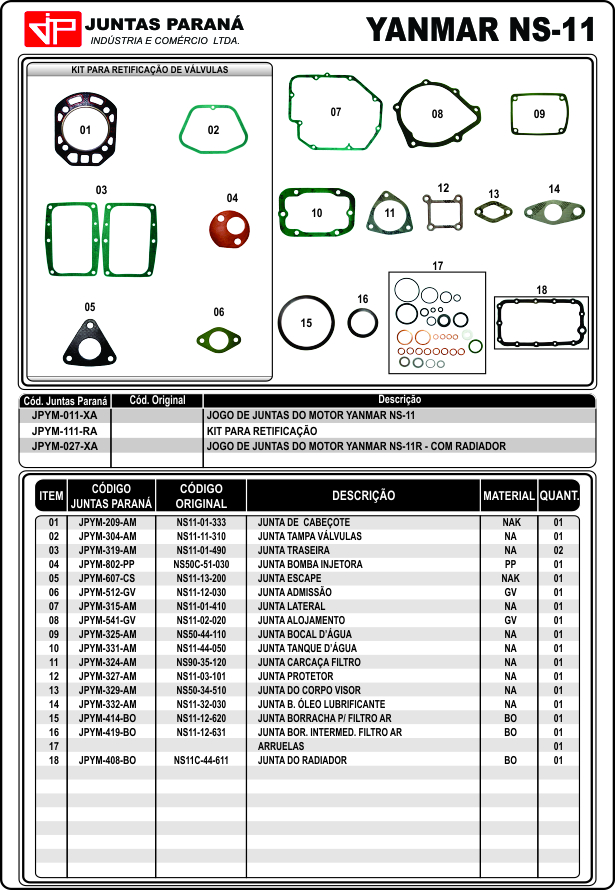 JP JUNTAS PARANÁ
INDÚSTRIA E COMÉRCIO LTDA.
YANMAR NS-11
KIT PARA RETIFICAÇÃO DE VÁLVULAS
01
02
03
04
05
06
07
08
09
10
11
12
13
14
15
16
17
18
Cód. Juntas Paraná Cód. Original Descrição
JPYM-011-XA JOGO DE JUNTAS DO MOTOR YANMAR NS-11
JPYM-111-RA KIT PARA RETIFICAÇÃO
JPYM-027-XA JOGO DE JUNTAS DO MOTOR YANMAR NS-11R - COM RADIADOR
ITEM CÓDIGO JUNTAS PARANÁ CÓDIGO ORIGINAL DESCRIÇÃO MATERIAL QUANT.
01 JPYM-209-AM NS11-01-333 JUNTA DE CABEÇOTE NAK 01
02 JPYM-304-AM NS11-11-310 JUNTA TAMPA VÁLVULAS NA 01
03 JPYM-319-AM NS11-01-490 JUNTA TRASEIRA NA 02
04 JPYM-802-PP NS50C-51-030 JUNTA BOMBA INJETORA PP 01
05 JPYM-607-CS NS11-13-200 JUNTA ESCAPE NAK 01
06 JPYM-512-GV NS11-12-030 JUNTA ADMISSÃO GV 01
07 JPYM-315-AM NS11-01-410 JUNTA LATERAL NA 01
08 JPYM-541-GV NS11-02-020 JUNTA ALOJAMENTO GV 01
09 JPYM-325-AM NS50-44-110 JUNTA BOCAL D'ÁGUA NA 01
10 JPYM-331-AM NS11-44-050 JUNTA TANQUE D'ÁGUA NA 01
11 JPYM-324-AM NS90-35-120 JUNTA CARCAÇA FILTRO NA 01
12 JPYM-327-AM NS11-03-101 JUNTA PROTETOR NA 01
13 JPYM-329-AM NS50-34-510 JUNTA DO CORPO VISOR NA 01
14 JPYM-332-AM NS11-32-030 JUNTA B. ÓLEO LUBRIFICANTE NA 01
15 JPYM-414-BO NS11-12-620 JUNTA BORRACHA P/ FILTRO AR BO 01
16 JPYM-419-BO NS11-12-631 JUNTA BOR. INTERMED. FILTRO AR BO 01
17 ARRUELAS 01
18 JPYM-408-BO NS11C-44-611 JUNTA DO RADIADOR BO 01